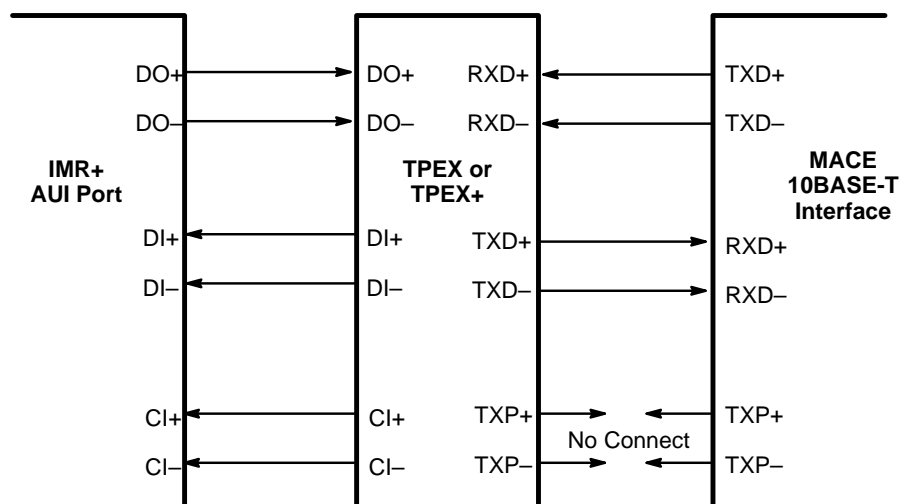 DO+ DO+ RXD+ TXD+
DO– DO– RXD– TXD–
IMR+
AUI Port
TPEX or
TPEX+
MACE
10BASE-T
Interface
DI+ DI+ TXD+ RXD+
DI– DI– TXD– RXD–
CI+ CI+ TXP+ TXP+
No Connect
CI– CI– TXP– TXP–